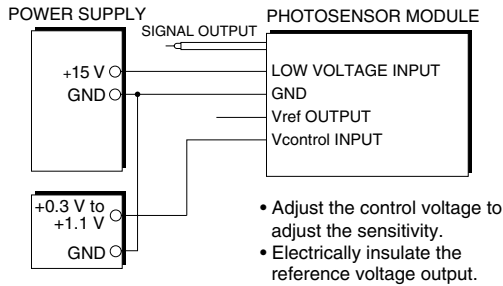 POWER SUPPLY
PHOTOSENSOR MODULE
SIGNAL OUTPUT
+15 V
LOW VOLTAGE INPUT
GND
GND
Vref OUTPUT
Vcontrol INPUT
+0.3 V to
+1.1 V
GND
• Adjust the control voltage to
adjust the sensitivity.
• Electrically insulate the
reference voltage output.